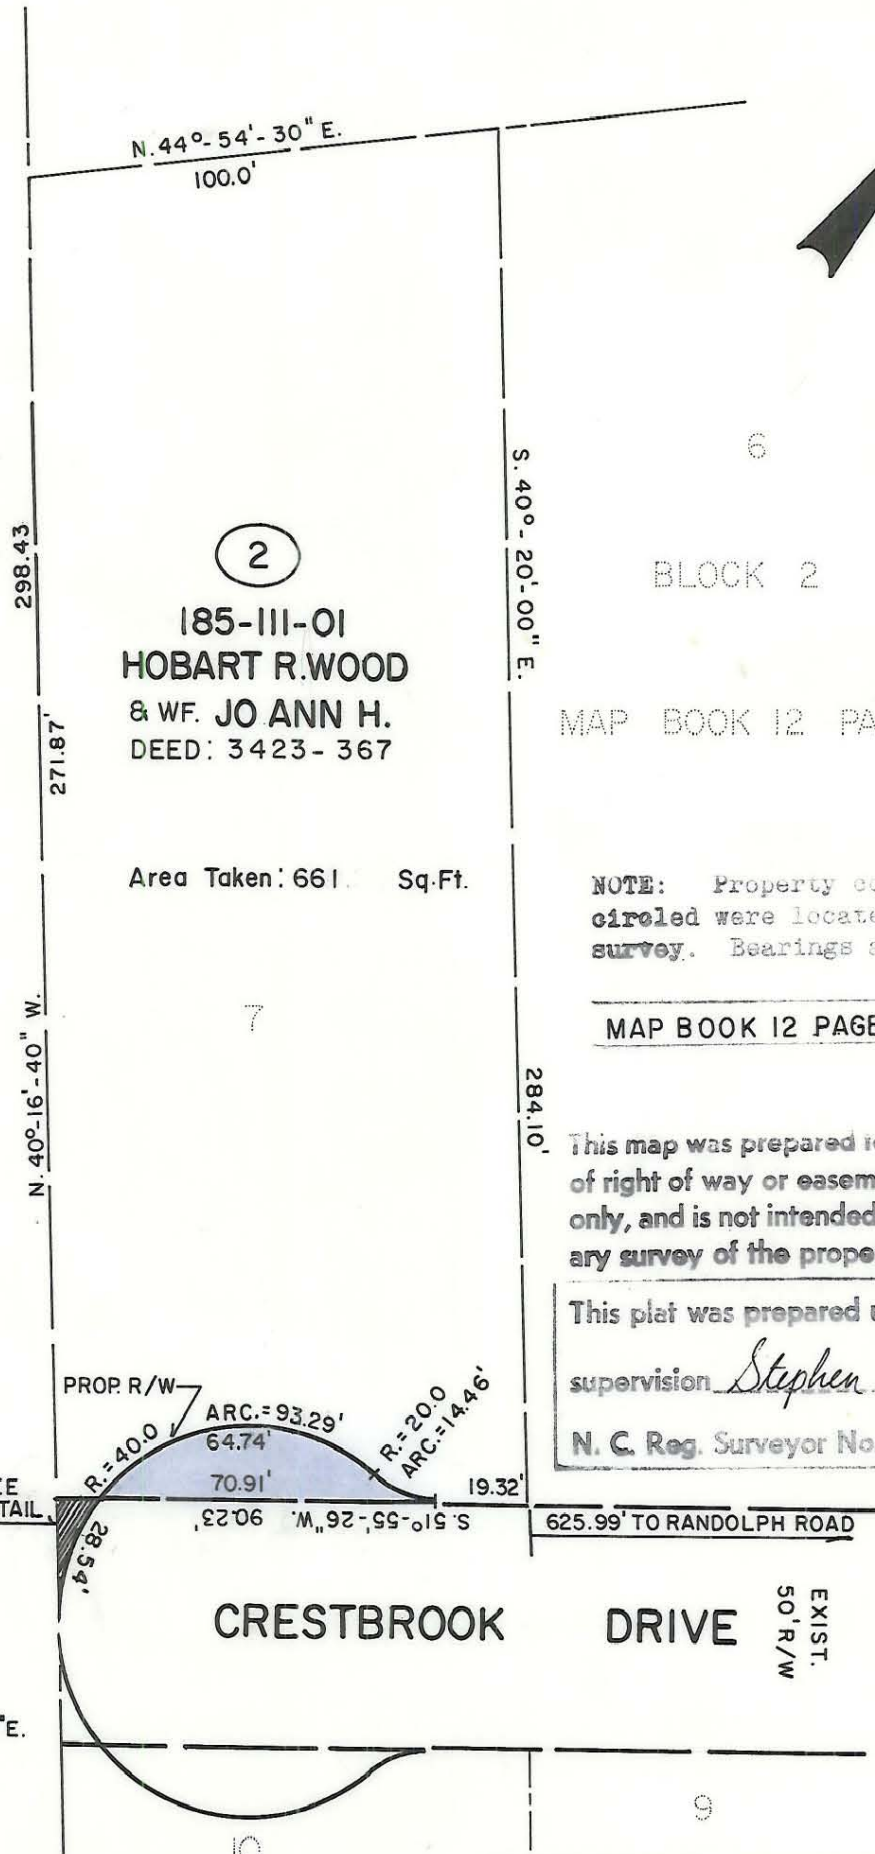 N. 44°-54'-30" E.
100.0'
298.43
271.87'
N. 40°-16'-40" W.
S. 40°-20'-00" E.
284.10'
2
185-111-01
HOBART R. WOOD
& WF. JO ANN H.
DEED: 3423-367
Area Taken: 661 Sq. Ft.
7
6
BLOCK 2
MAP BOOK 12 PA
NOTE: Property
circled were locate
survey. Bearings
MAP BOOK 12 PAGE
This map was prepared
of right of way or easem
only, and is not intended
ary survey of the prope
This plat was prepared
supervision Stephen
N. C. Reg. Surveyor No
PROP. R/W
ARC.=93.29'
R.=40.0
64.74'
R.=20.0
ARC.=14.46'
70.91'
19.32'
S. 51°-55'-26" W. 90.23'
28.54'
TAIL
625.99' TO RANDOLPH ROAD
CRESTBROOK DRIVE
EXIST.
50' R/W
"E.
10
9